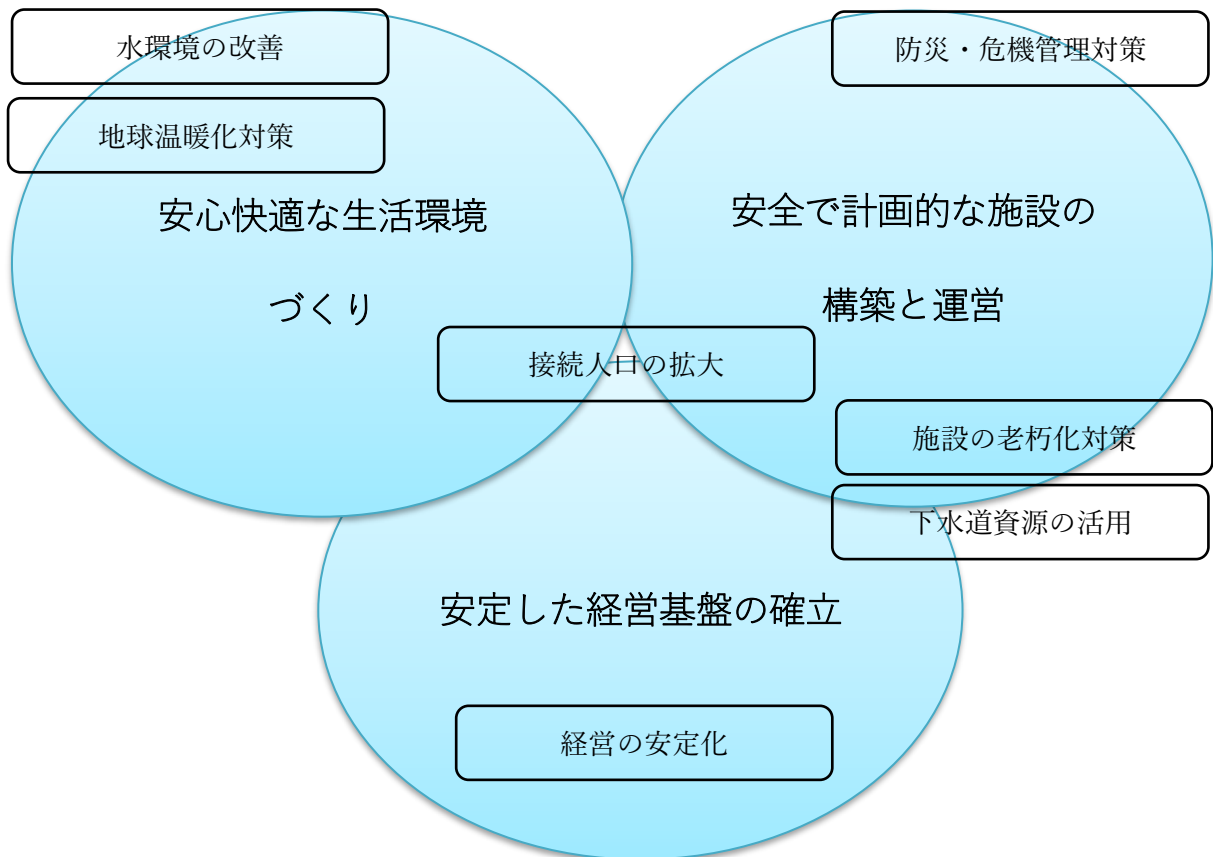 水環境の改善
防災・危機管理対策
地球温暖化対策
安心快適な生活環境
づくり
安全で計画的な施設の
構築と運営
接続人口の拡大
施設の老朽化対策
下水道資源の活用
安定した経営基盤の確立
経営の安定化